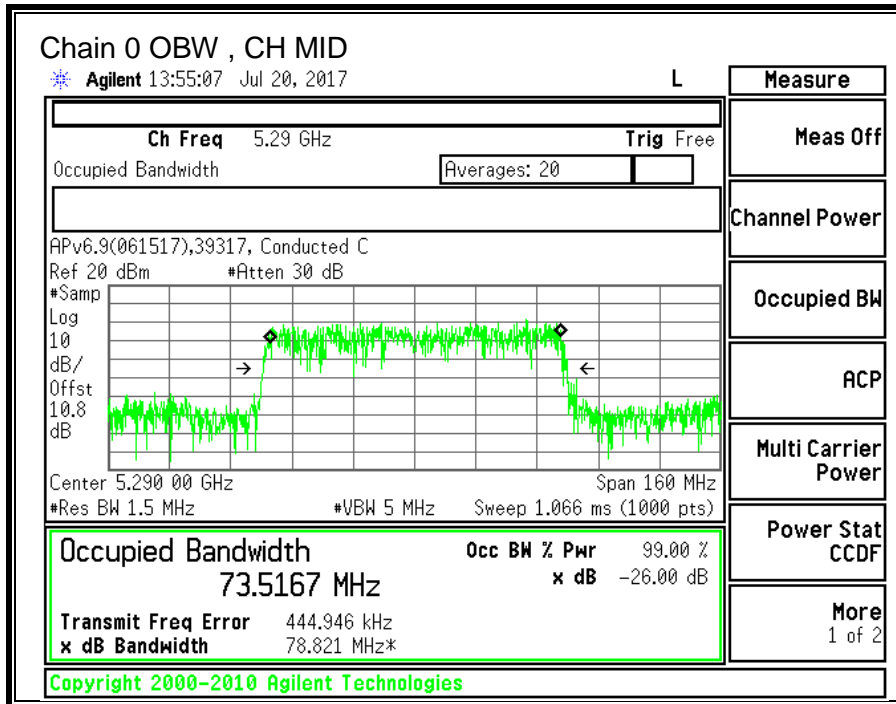 Chain 0 OBW , CH MID
Agilent 13:55:07 Jul 20, 2017 L
Ch Freq 5.29 GHz Trig Free
Occupied Bandwidth Averages: 20
APv6.9(061517),39317, Conducted C
Ref 20 dBm #Atten 30 dB
#Samp
Log
10
dB/
Offst
10.8
dB
Center 5.290 00 GHz Span 160 MHz
#Res BW 1.5 MHz #VBW 5 MHz Sweep 1.066 ms (1000 pts)
Occupied Bandwidth Occ BW % Pwr 99.00 %
73.5167 MHz x dB -26.00 dB
Transmit Freq Error 444.946 kHz
x dB Bandwidth 78.821 MHz*
Copyright 2000-2010 Agilent Technologies
Measure
Meas Off
Channel Power
Occupied BW
ACP
Multi Carrier
Power
Power Stat
CCDF
More
1 of 2